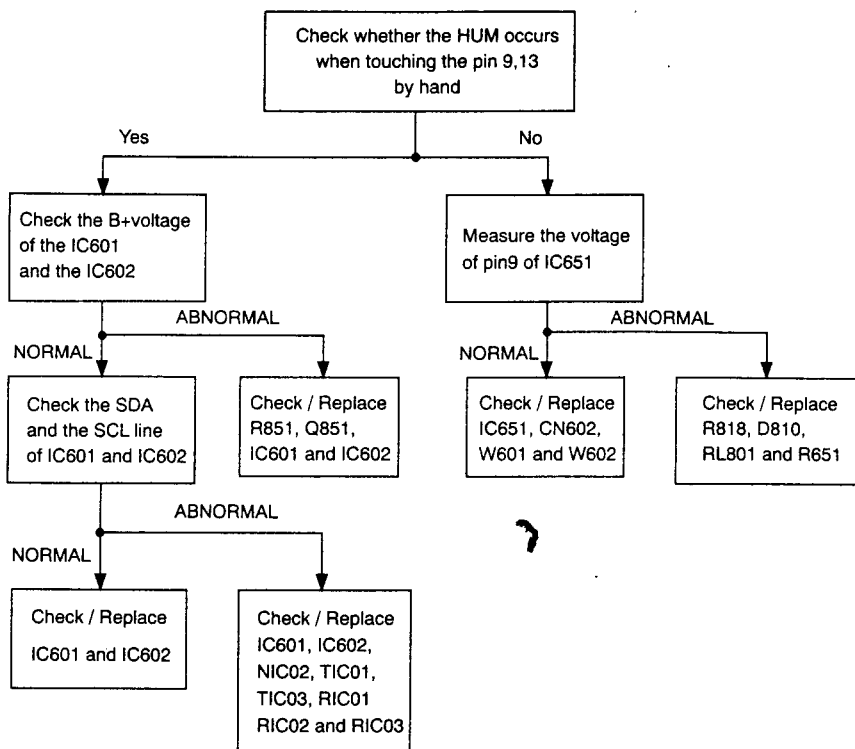 Check whether the HUM occurs
when touching the pin 9,13
by hand
Yes
No
Check the B+voltage
of the IC601
and the IC602
Measure the voltage
of pin9 of IC651
ABNORMAL
NORMAL
ABNORMAL
NORMAL
Check the SDA
and the SCL line
of IC601 and IC602
Check / Replace
R851, Q851,
IC601 and IC602
Check / Replace
IC651, CN602,
W601 and W602
Check / Replace
R818, D810,
RL801 and R651
ABNORMAL
NORMAL
Check / Replace
IC601 and IC602
Check / Replace
IC601, IC602,
NIC02, TIC01,
TIC03, RIC01
RIC02 and RIC03